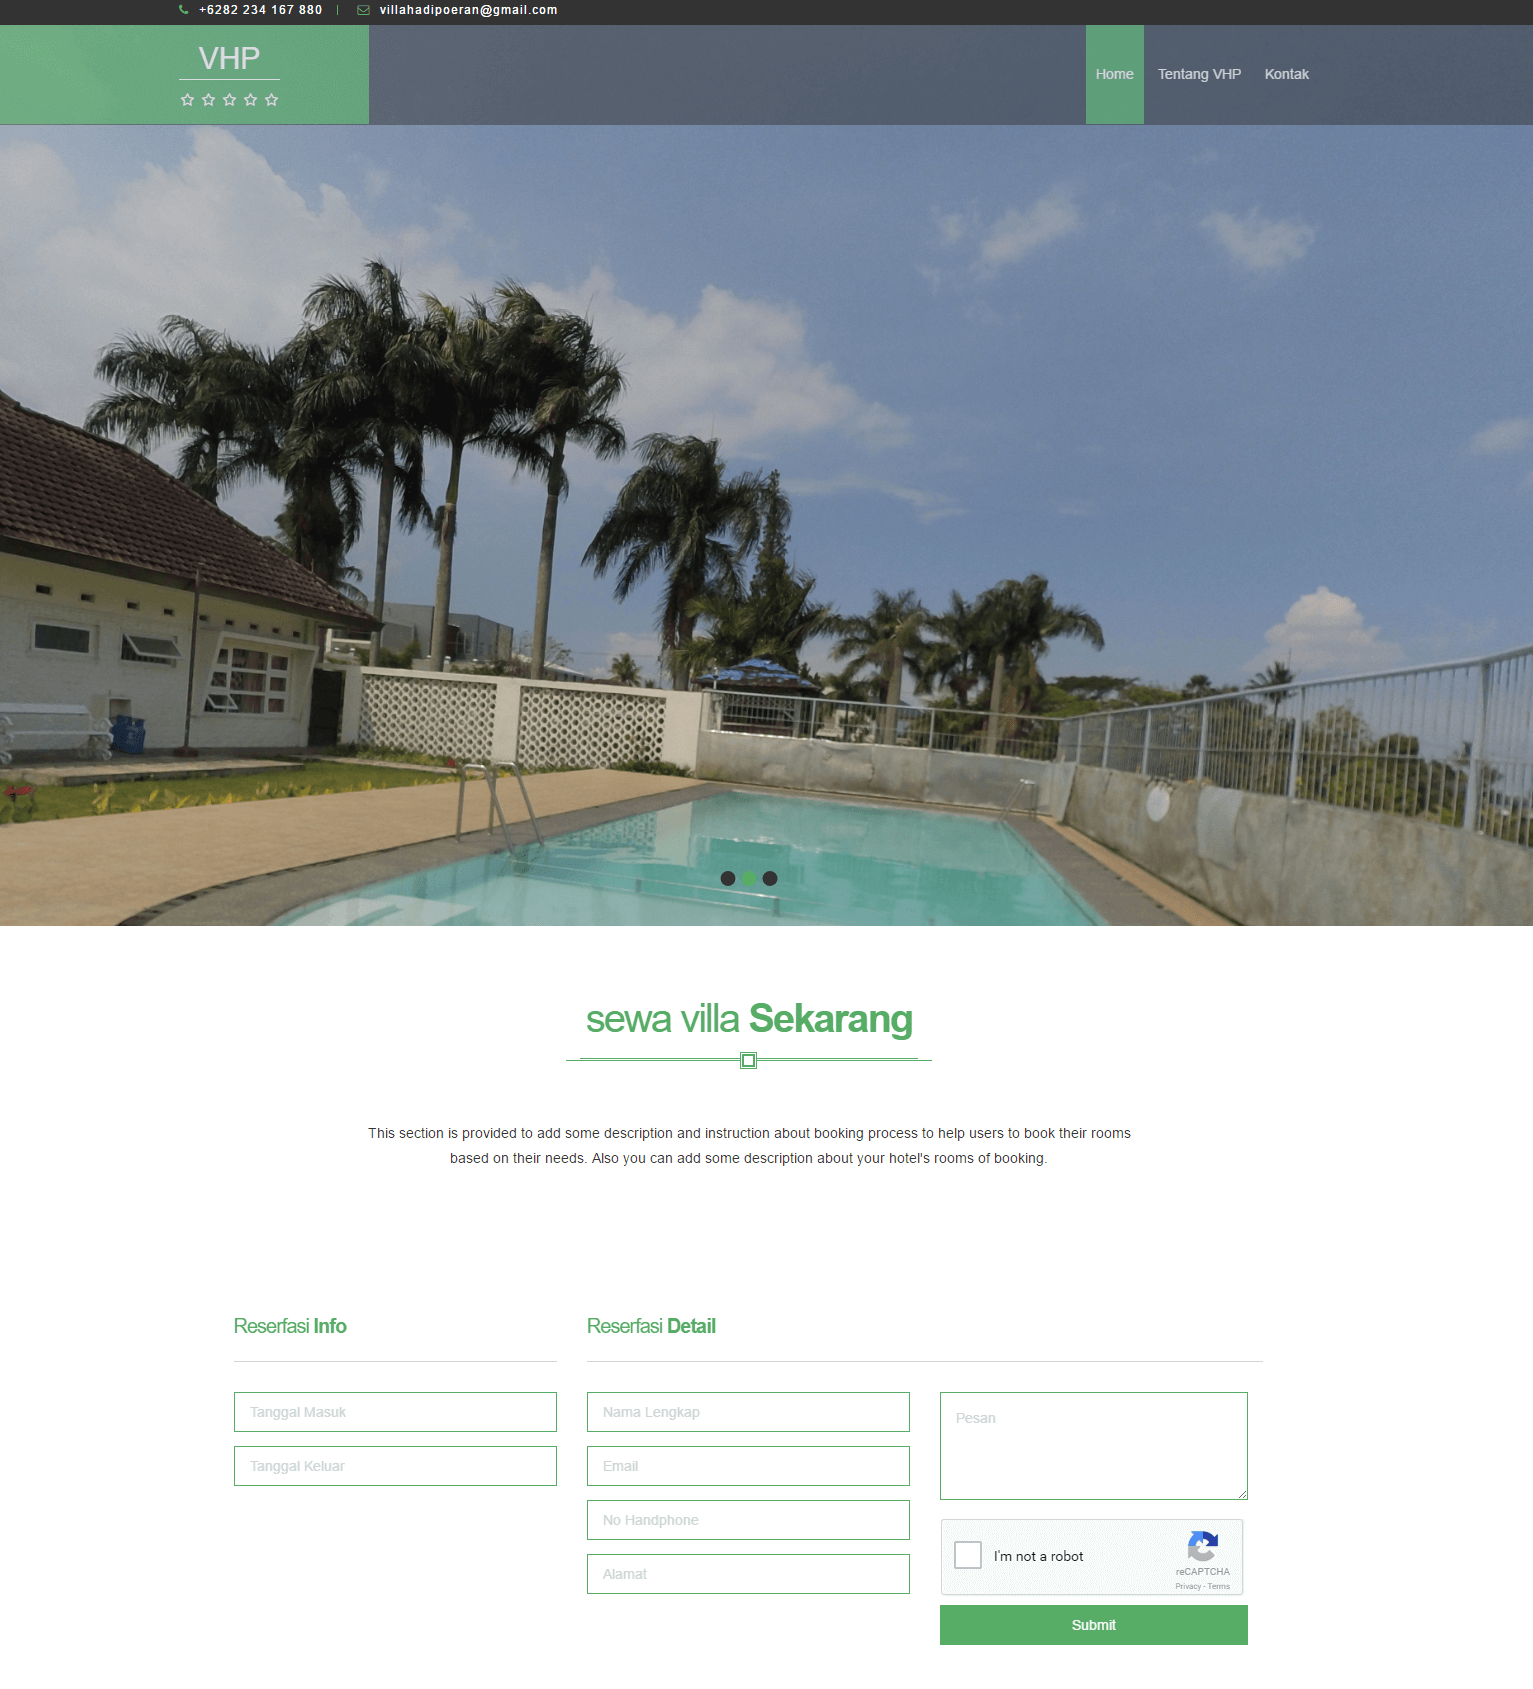 +6282 234 167 880 | villahadipoeran@gmail.com
VHP
Home Tentang VHP Kontak
sewa villa Sekarang
This section is provided to add some description and instruction about booking process to help users to book their rooms
based on their needs. Also you can add some description about your hotel's rooms of booking.
Reserfasi Info
Tanggal Masuk
Tanggal Keluar
Reserfasi Detail
Nama Lengkap
Email
No Handphone
Alamat
Pesan
I'm not a robot
reCAPTCHA
Privacy - Terms
Submit